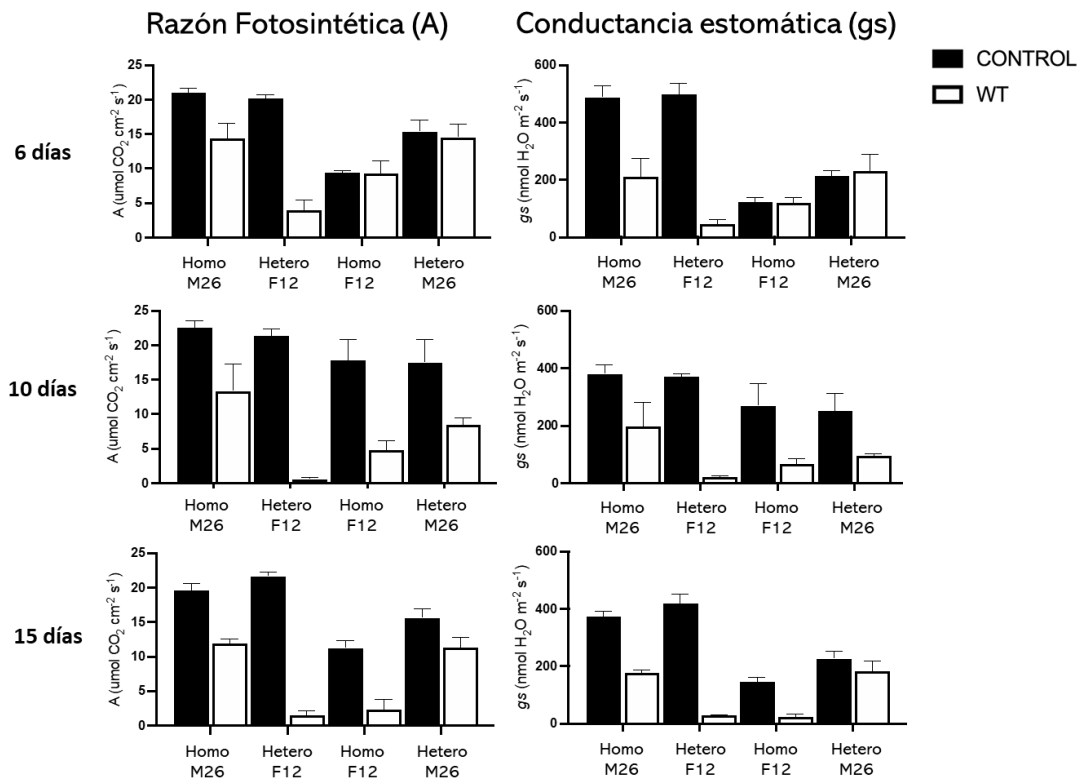 Razón Fotosintética (A)
Conductancia estomática (gs)
CONTROL
WT
6 días
A (umol CO₂ cm⁻² s⁻¹)
25
20
15
10
5
0
Homo M26
Hetero F12
Homo F12
Hetero M26
gs (nmol H₂O m⁻² s⁻¹)
600
400
200
0
Homo M26
Hetero F12
Homo F12
Hetero M26
10 días
A (umol CO₂ cm⁻² s⁻¹)
25
20
15
10
5
0
Homo M26
Hetero F12
Homo F12
Hetero M26
gs (nmol H₂O m⁻² s⁻¹)
600
400
200
0
Homo M26
Hetero F12
Homo F12
Hetero M26
15 días
A (umol CO₂ cm⁻² s⁻¹)
25
20
15
10
5
0
Homo M26
Hetero F12
Homo F12
Hetero M26
gs (nmol H₂O m⁻² s⁻¹)
600
400
200
0
Homo M26
Hetero F12
Homo F12
Hetero M26